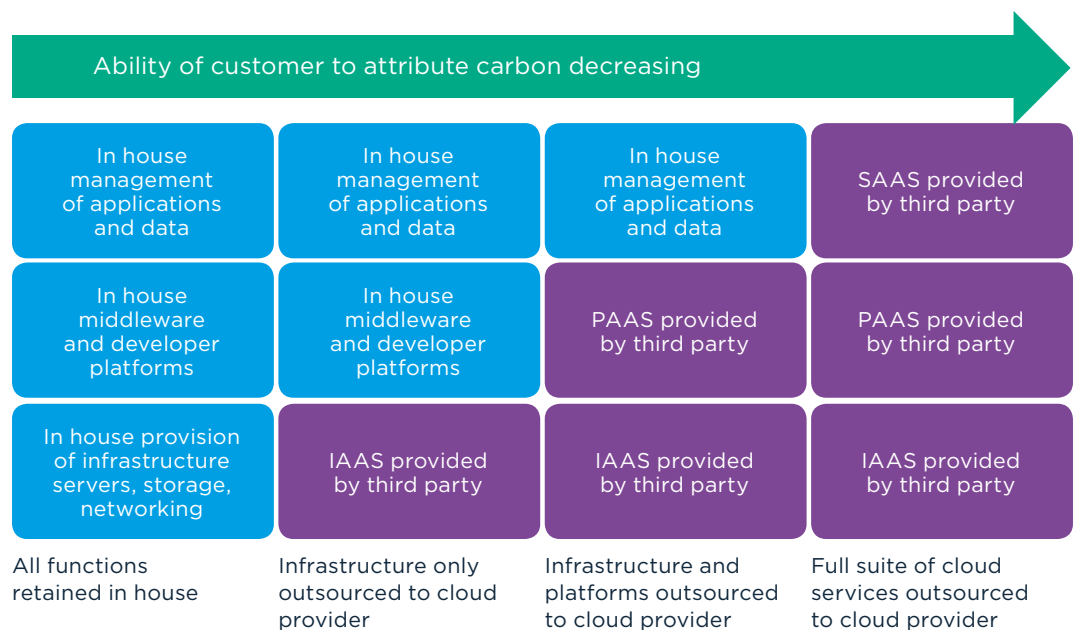 Ability of customer to attribute carbon decreasing
In house
management
of applications
and data
In house
management
of applications
and data
In house
management
of applications
and data
SAAS provided
by third party
In house
middleware
and developer
platforms
In house
middleware
and developer
platforms
PAAS provided
by third party
PAAS provided
by third party
In house provision
of infrastructure
servers, storage,
networking
IAAS provided
by third party
IAAS provided
by third party
IAAS provided
by third party
All functions
retained in house
Infrastructure only
outsourced to cloud
provider
Infrastructure and
platforms outsourced
to cloud provider
Full suite of cloud
services outsourced
to cloud provider